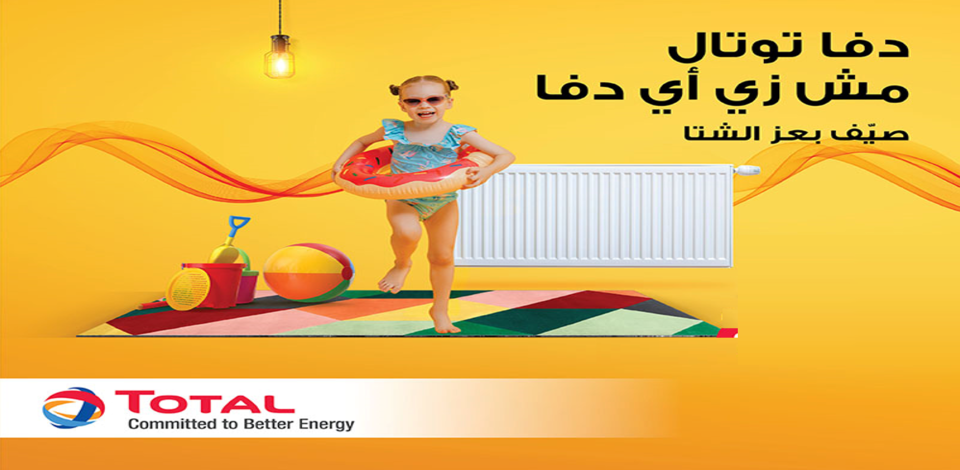 دفا توتال
مش زي أي دفا
صيّف بعز الشتا
TOTAL
Committed to Better Energy